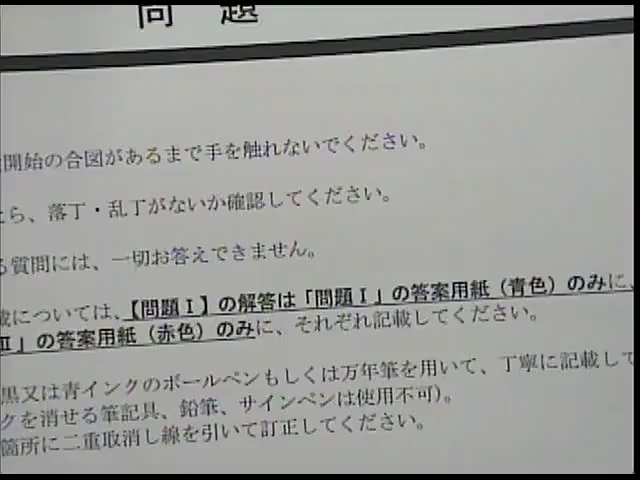 問 題
開始の合図があるまで手を触れないでください。
たら、落丁・乱丁がないか確認してください。
る質問には、一切お答えできません。
載については、【問題Ⅰ】の解答は「問題Ⅰ」の答案用紙（青色）のみに、
Ⅱ」の答案用紙（赤色）のみに、それぞれ記載してください。
黒又は青インクのボールペンもしくは万年筆を用いて、丁寧に記載して
クを消せる筆記具、鉛筆、サインペンは使用不可）。
箇所に二重取消し線を引いて訂正してください。